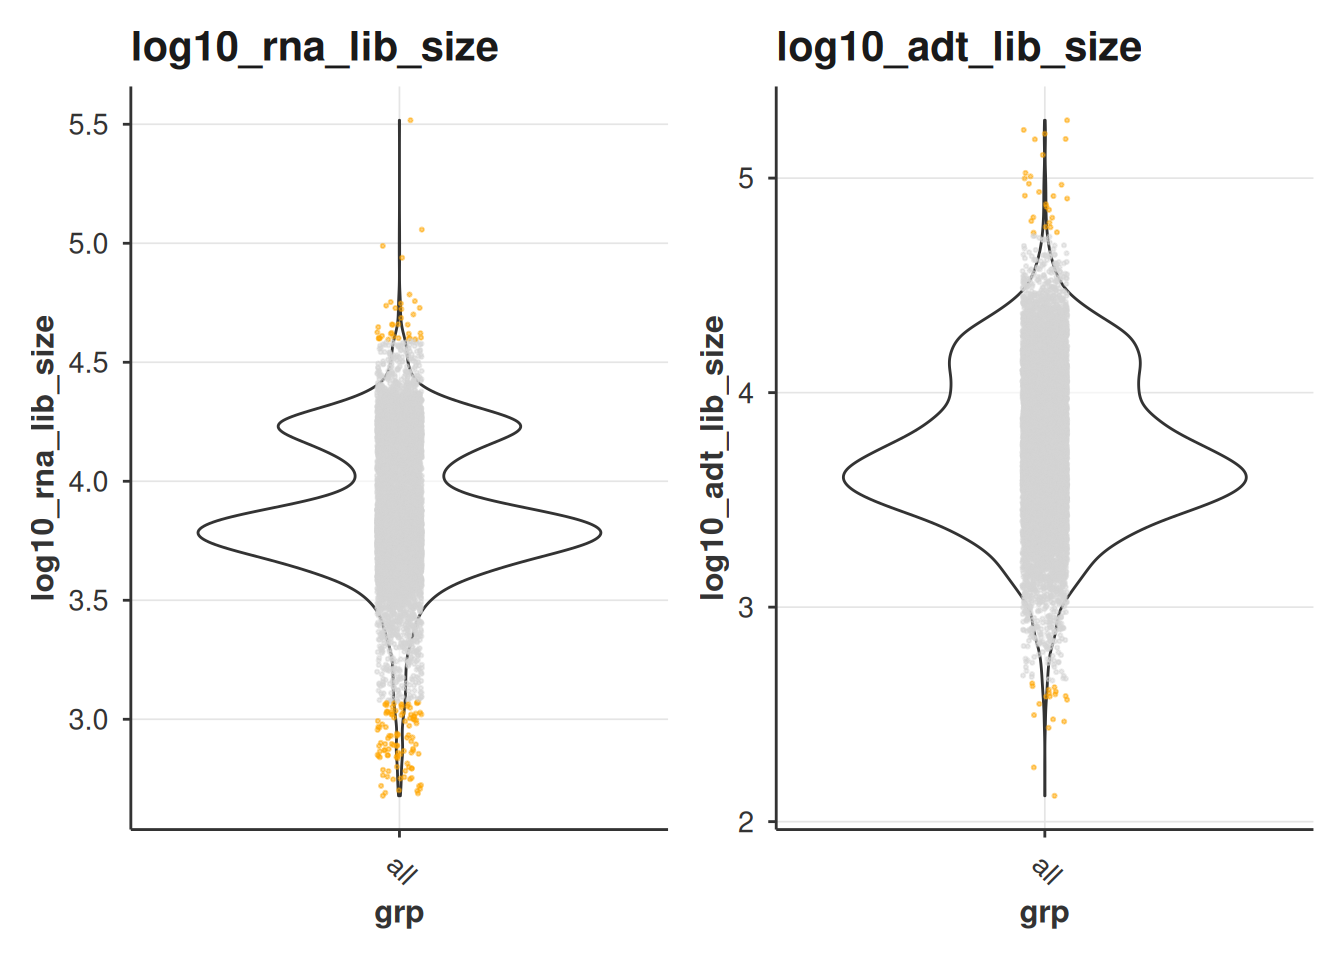 log10_rna_lib_size
log10_rna_lib_size
5.5
5.0
4.5
4.0
3.5
3.0
all
grp
log10_adt_lib_size
log10_adt_lib_size
5
4
3
2
all
grp